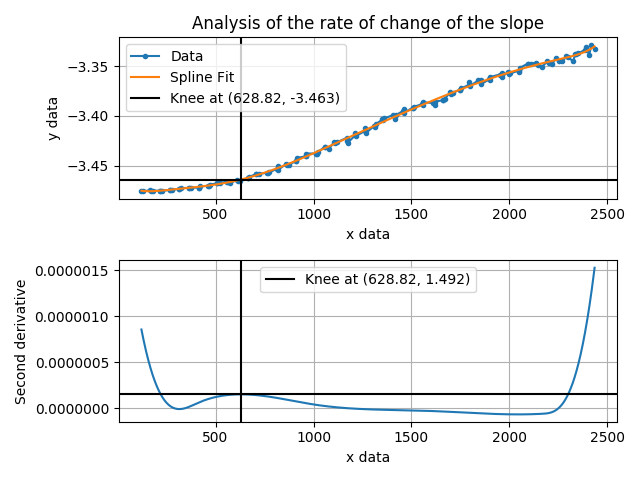 Analysis of the rate of change of the slope
Data
Spline Fit
Knee at (628.82, -3.463)
y data
−3.35
−3.40
−3.45
500 1000 1500 2000 2500
x data
Knee at (628.82, 1.492)
Second derivative
0.0000015
0.0000010
0.0000005
0.0000000
500 1000 1500 2000 2500
x data